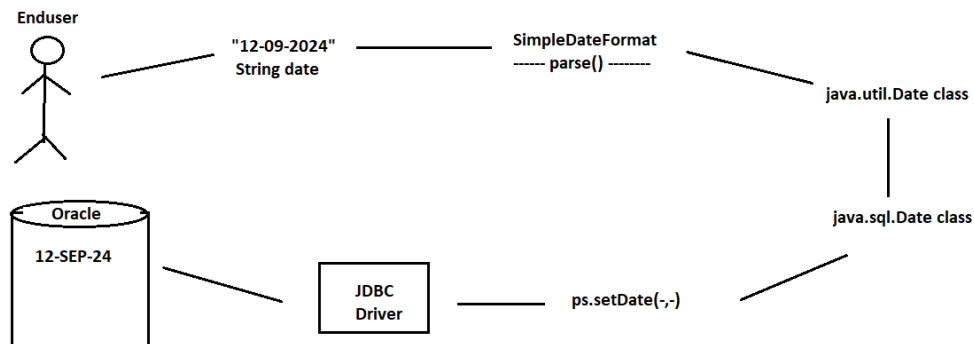 Enduser
"12-09-2024"
String date
SimpleDateFormat
------ parse() --------
java.util.Date class
java.sql.Date class
ps.setDate(-,-)
JDBC
Driver
Oracle
12-SEP-24